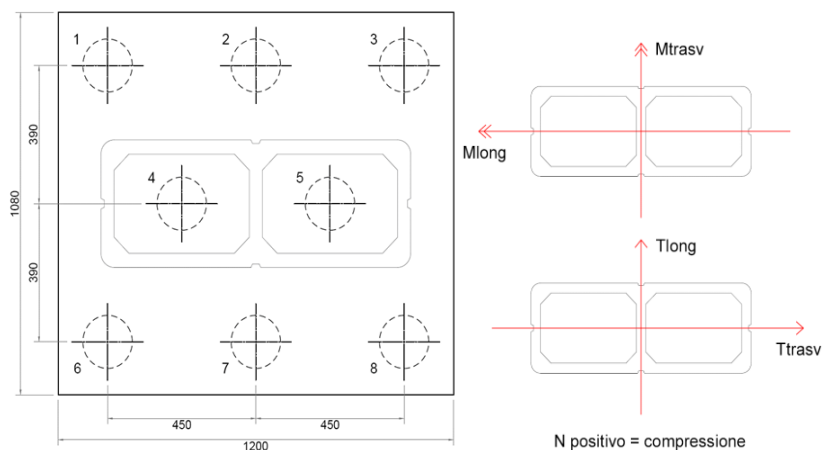 1
2
3
390
Mtrasv
Mlong
4
5
1080
390
Tlong
Ttrasv
6
7
8
450
450
1200
N positivo = compressione